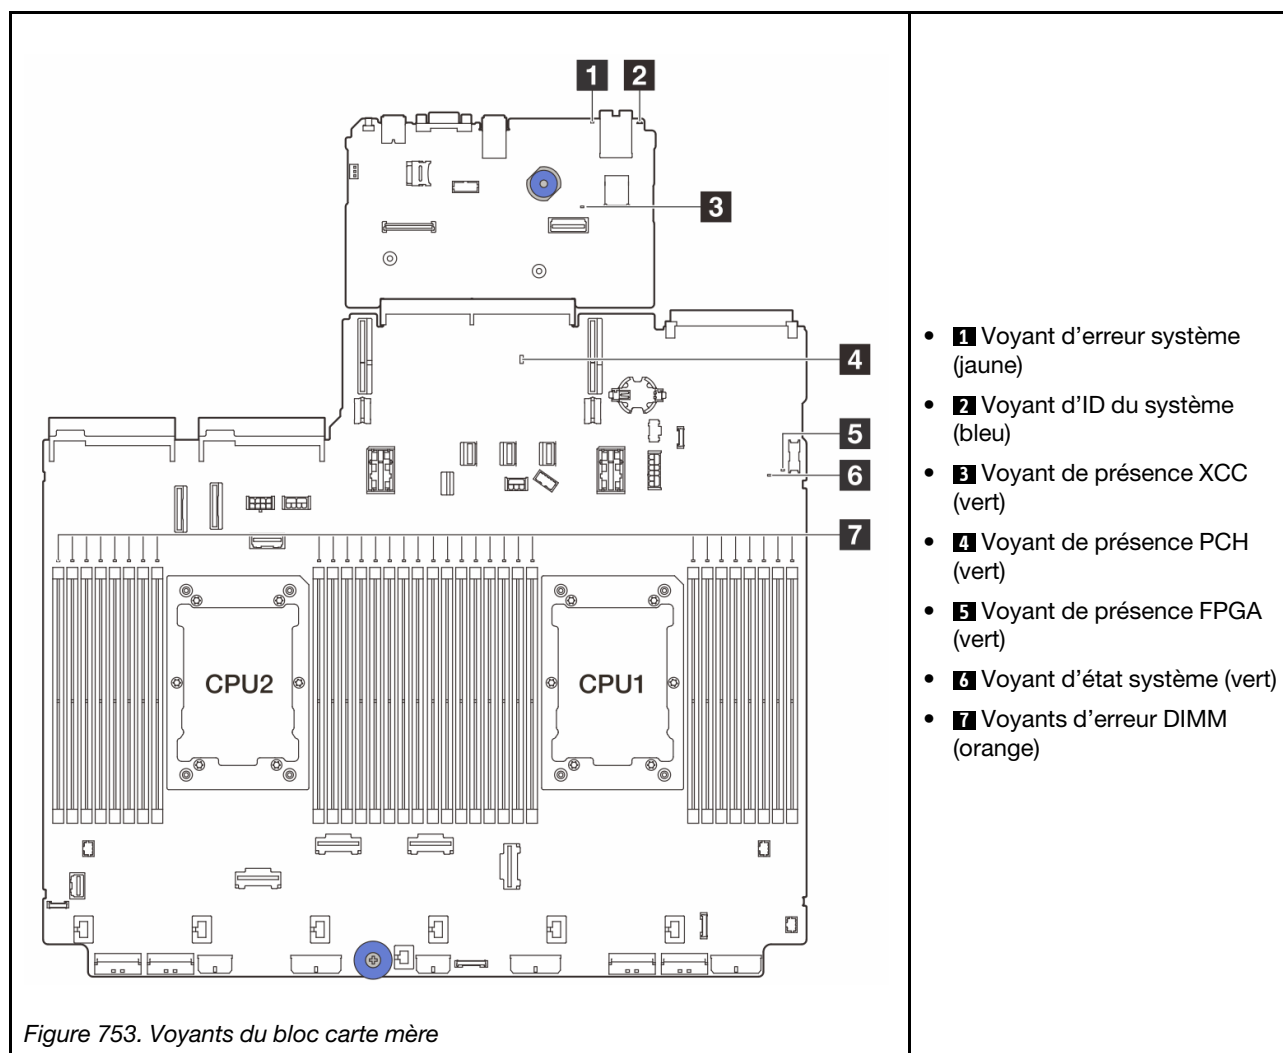 1 2
3
4
5
6
7
CPU2 CPU1
Figure 753. Voyants du bloc carte mère
• 1 Voyant d’erreur système
(jaune)
• 2 Voyant d’ID du système
(bleu)
• 3 Voyant de présence XCC
(vert)
• 4 Voyant de présence PCH
(vert)
• 5 Voyant de présence FPGA
(vert)
• 6 Voyant d’état système (vert)
• 7 Voyants d’erreur DIMM
(orange)